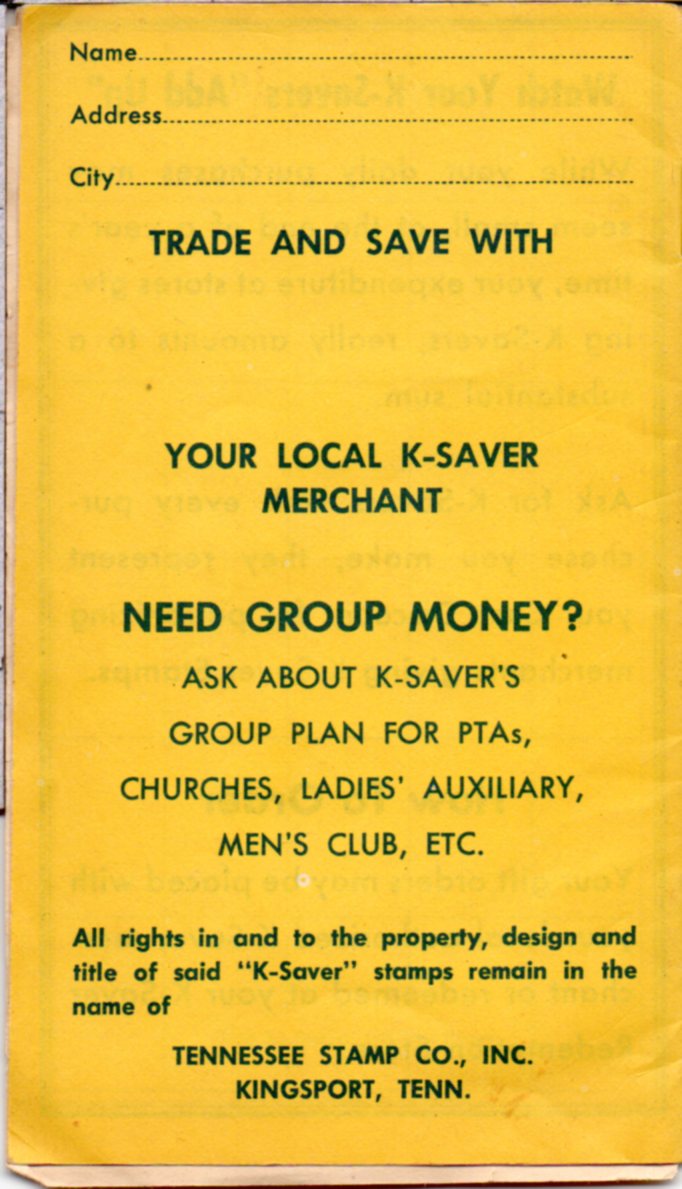 Name
Address
City
TRADE AND SAVE WITH
YOUR LOCAL K-SAVER
MERCHANT
NEED GROUP MONEY?
ASK ABOUT K-SAVER'S
GROUP PLAN FOR PTAs,
CHURCHES, LADIES' AUXILIARY,
MEN'S CLUB, ETC.
All rights in and to the property, design and
title of said "K-Saver" stamps remain in the
name of
TENNESSEE STAMP CO., INC.
KINGSPORT, TENN.